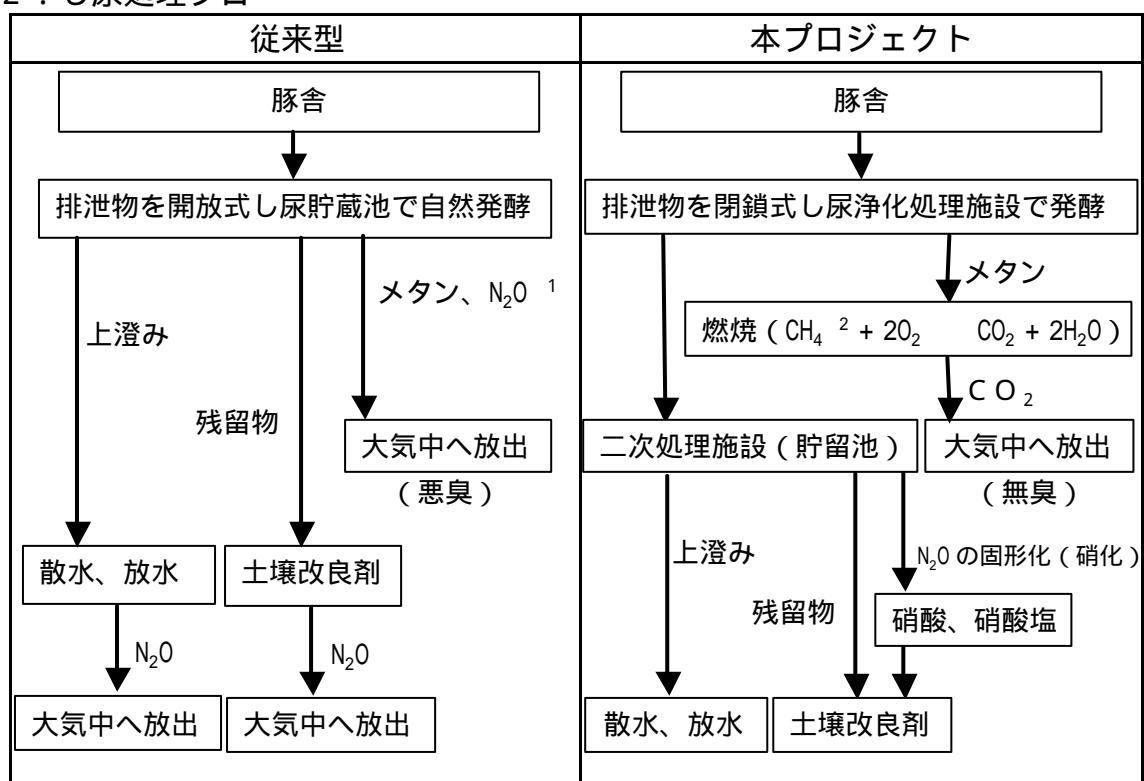 ２．し尿処理フロー
従来型
本プロジェクト
豚舎
排泄物を開放式し尿貯蔵池で自然発酵
上澄み
残留物
メタン、N₂O ¹
大気中へ放出
（悪臭）
散水、放水
土壌改良剤
N₂O
N₂O
大気中へ放出
大気中へ放出
豚舎
排泄物を閉鎖式し尿浄化処理施設で発酵
メタン
燃焼（CH₄ ² + 2O₂ CO₂ + 2H₂O）
ＣＯ₂
二次処理施設（貯留池）
大気中へ放出
（無臭）
上澄み
残留物
N₂O の固形化（硝化）
硝酸、硝酸塩
散水、放水
土壌改良剤